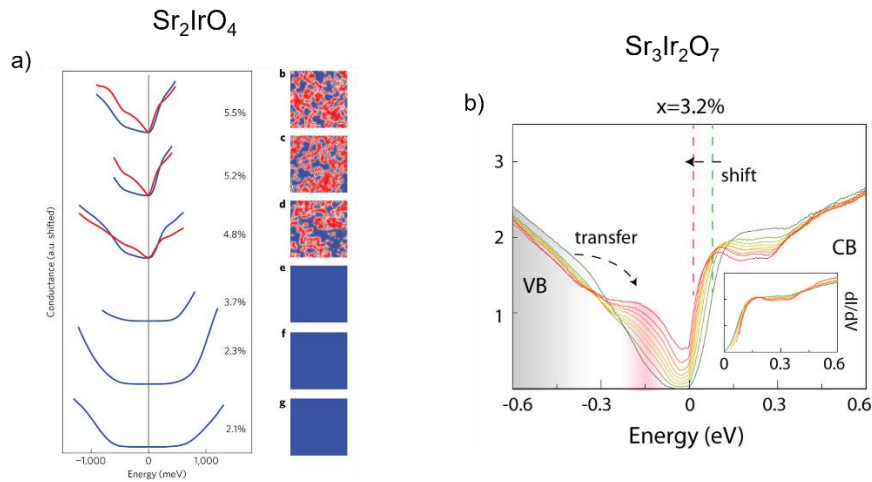 Sr₂IrO₄
Sr₃Ir₂O₇
a)
b
5.5%
c
5.2%
d
4.8%
e
3.7%
f
2.3%
g
2.1%
Conductance (a.u. shifted)
−1,000 0 1,000
Energy (meV)
b)
x=3.2%
3
shift
transfer
2
CB
VB
1
dI/dV
0 0.3 0.6
-0.6 -0.3 0 0.3 0.6
Energy (eV)